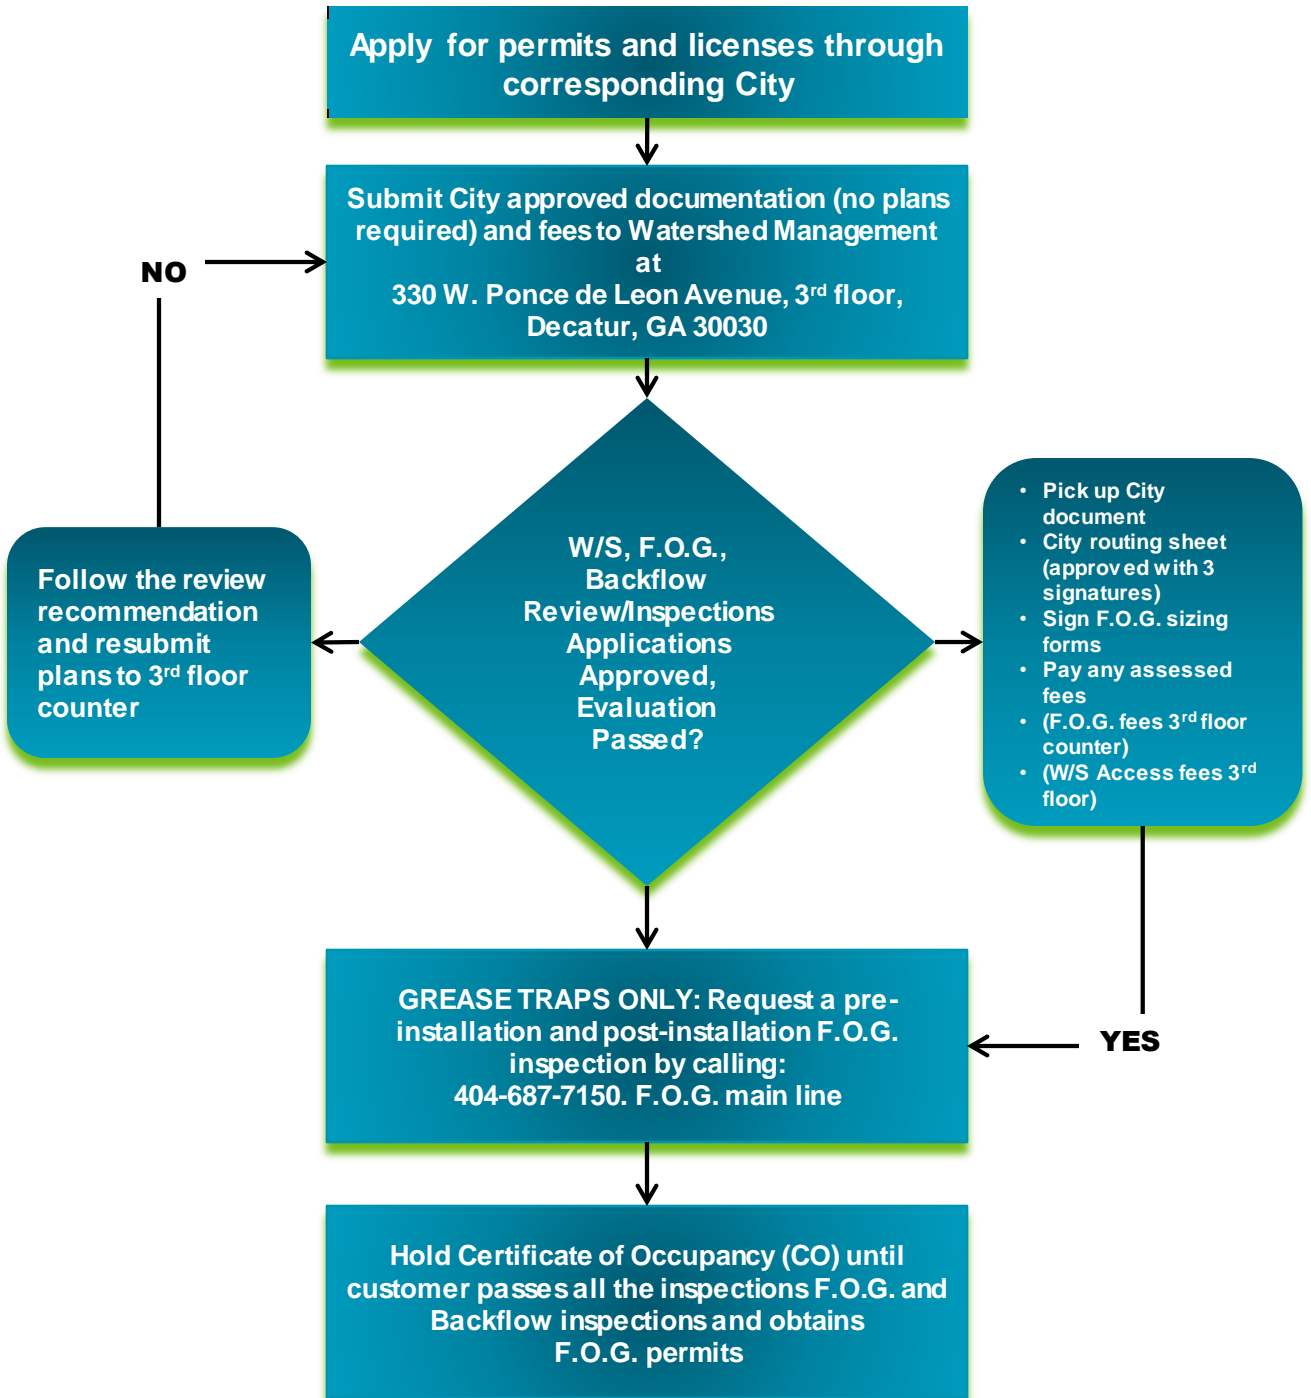 Apply for permits and licenses through
corresponding City
Submit City approved documentation (no plans
required) and fees to Watershed Management
at
330 W. Ponce de Leon Avenue, 3rd floor,
Decatur, GA 30030
NO
W/S, F.O.G.,
Backflow
Review/Inspections
Applications
Approved,
Evaluation
Passed?
Follow the review
recommendation
and resubmit
plans to 3rd floor
counter
• Pick up City
document
• City routing sheet
(approved with 3
signatures)
• Sign F.O.G. sizing
forms
• Pay any assessed
fees
• (F.O.G. fees 3rd floor
counter)
• (W/S Access fees 3rd
floor)
YES
GREASE TRAPS ONLY: Request a pre-
installation and post-installation F.O.G.
inspection by calling:
404-687-7150. F.O.G. main line
Hold Certificate of Occupancy (CO) until
customer passes all the inspections F.O.G. and
Backflow inspections and obtains
F.O.G. permits